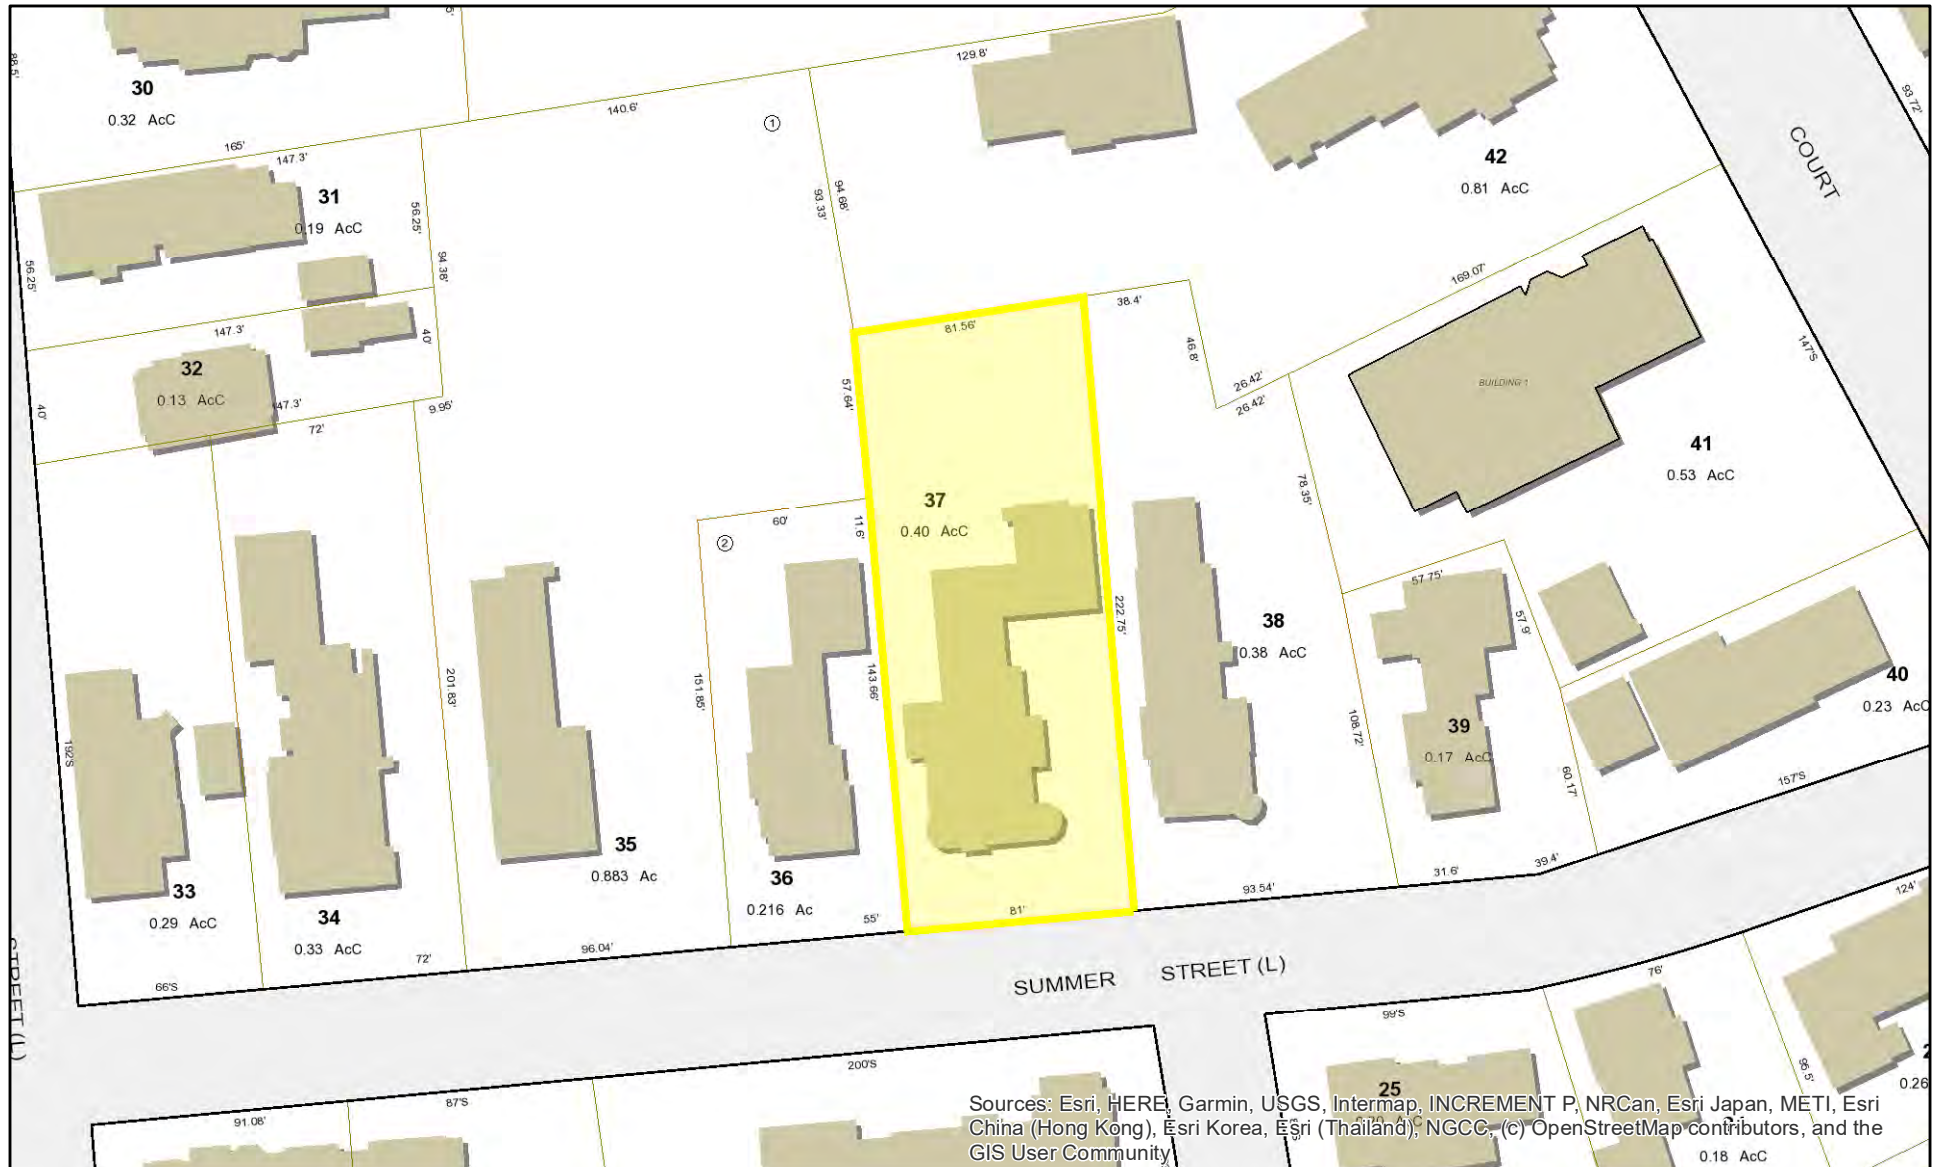 88.5'
5'
129.8'
93.72'
30
0.32 AcC
140.6'
1
COURT
165'
147.3'
42
0.81 AcC
31
0.19 AcC
56.25'
93.33'
94.68'
56.25'
94.38'
169.07'
38.4'
81.56'
147.3'
40'
46.8'
147'S
32
0.13 AcC
57.64'
26.42'
26.42'
BUILDING 1
40'
147.3'
9.95'
72'
41
0.53 AcC
78.35'
37
0.40 AcC
60'
11.6'
2
57.75'
222.75'
57.9'
38
0.38 AcC
201.83'
151.85'
143.66'
40
0.23 AcC
108.72'
39
0.17 AcC
192'S
60.17'
157'S
35
0.883 Ac
39.4'
31.6'
93.54'
36
0.216 Ac
33
0.29 AcC
34
0.33 AcC
55'
81'
124'
96.04'
72'
66'S
SUMMER STREET (L)
STREET (L)
76'
99'S
200'S
96.5'
2
0.26
25
87'S
91.08'
Sources: Esri, HERE, Garmin, USGS, Intermap, INCREMENT P, NRCan, Esri Japan, METI, Esri
China (Hong Kong), Esri Korea, Esri (Thailand), NGCC, (c) OpenStreetMap contributors, and the
GIS User Community
0.18 AcC